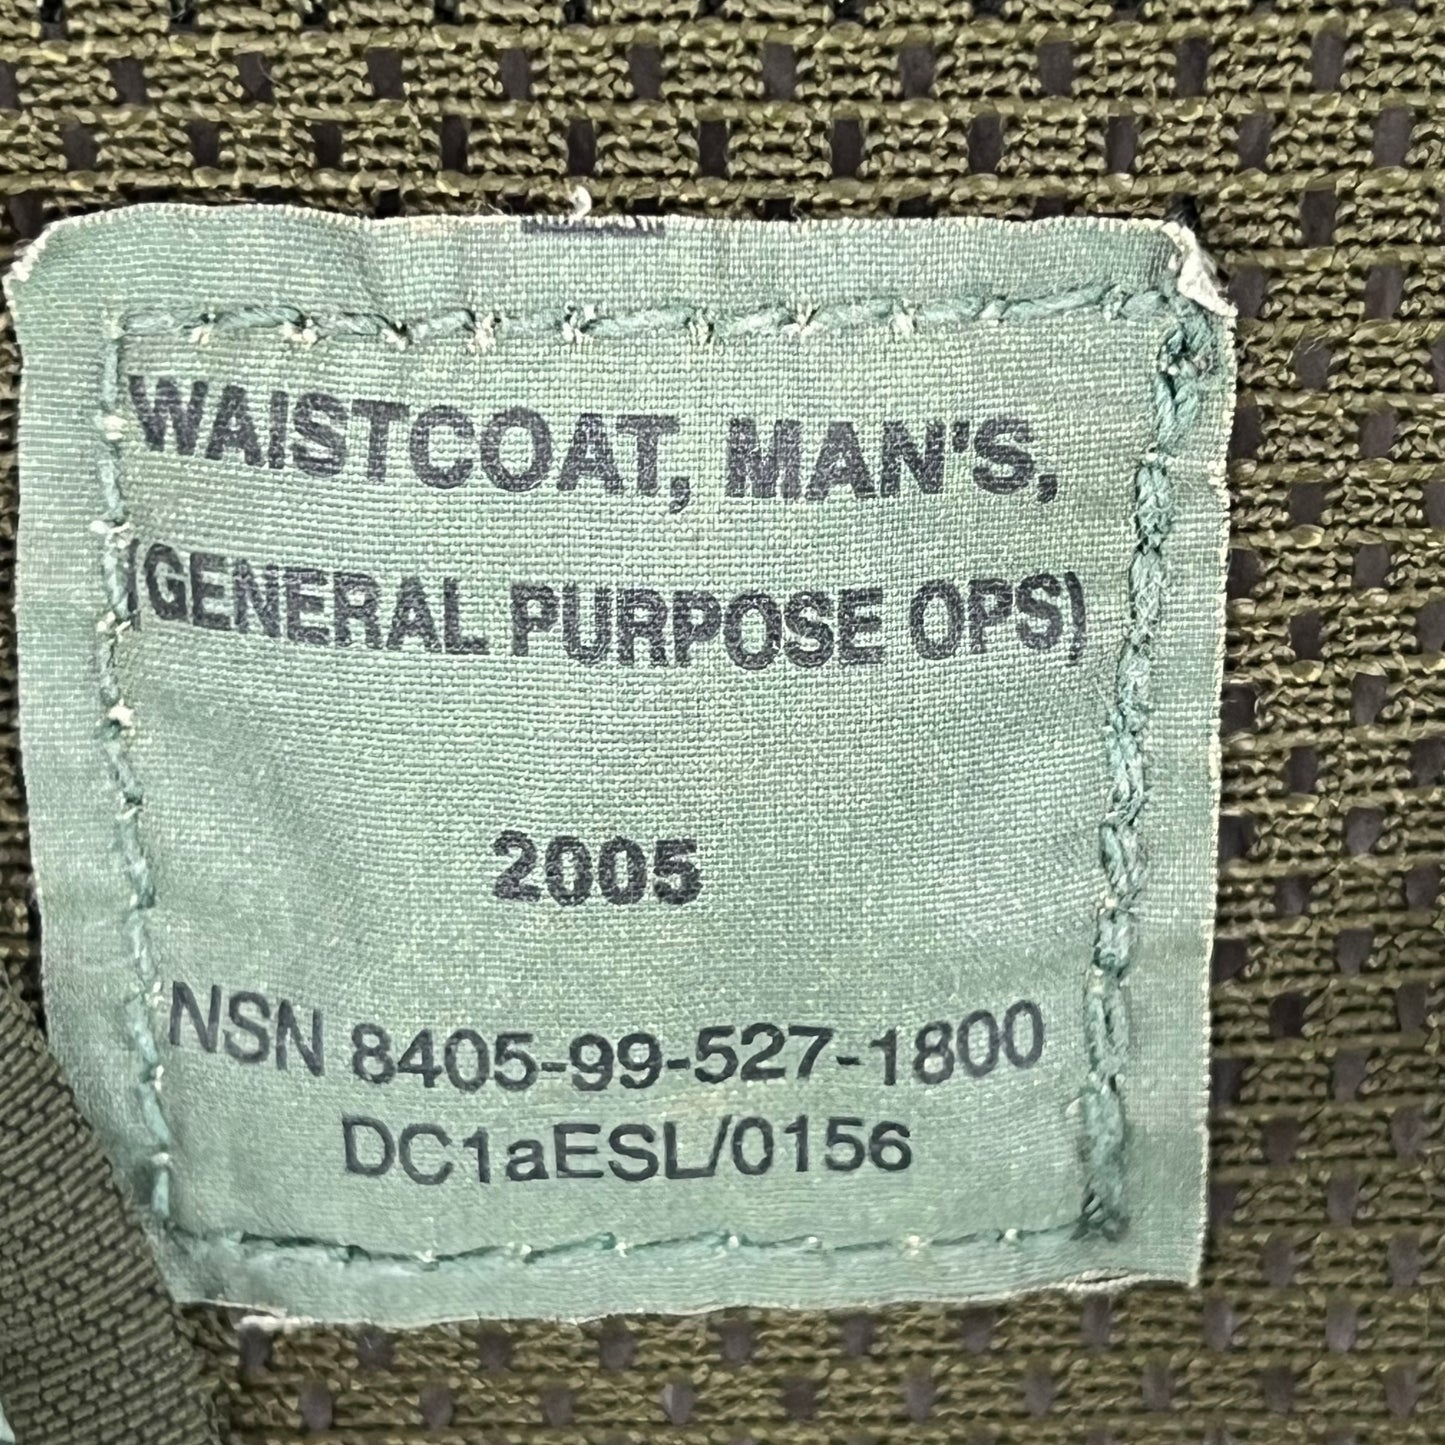 WAISTCOAT, MAN'S,
(GENERAL PURPOSE OPS)
2005
NSN 8405-99-527-1800
DC1aESL/0156